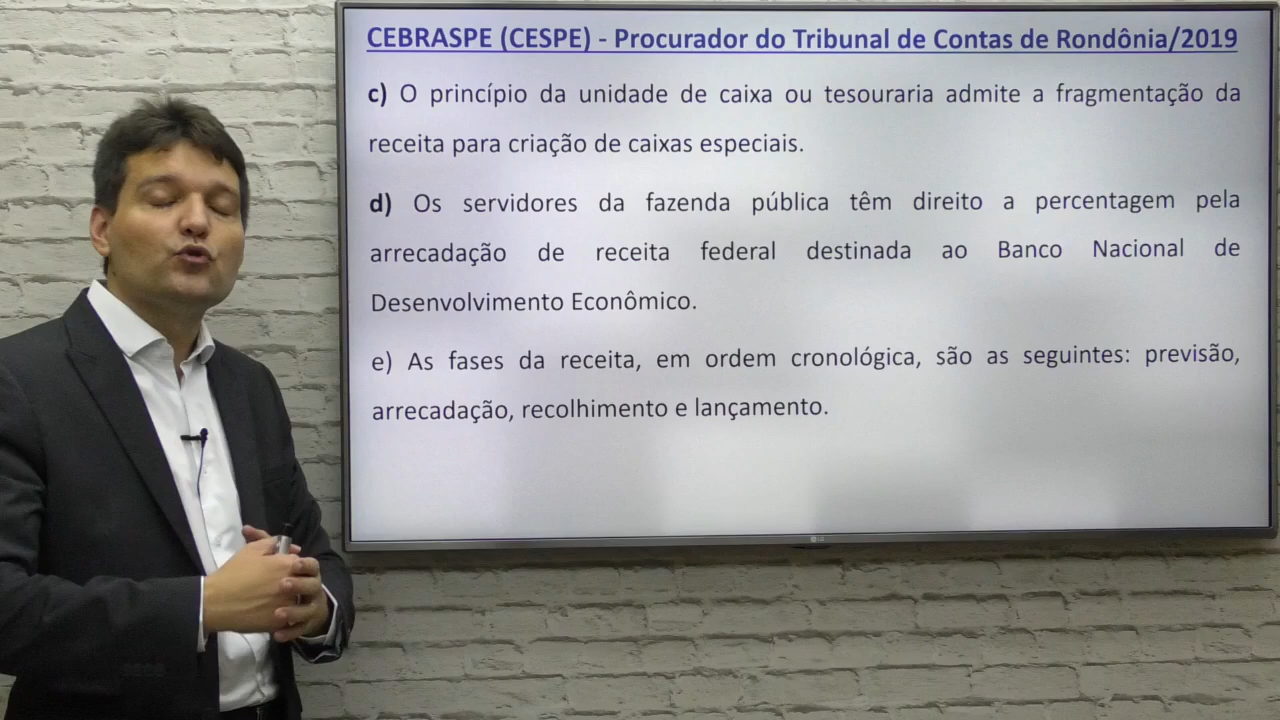 CEBRASPE (CESPE) - Procurador do Tribunal de Contas de Rondônia/2019
c) O princípio da unidade de caixa ou tesouraria admite a fragmentação da
receita para criação de caixas especiais.
d) Os servidores da fazenda pública têm direito a percentagem pela
arrecadação de receita federal destinada ao Banco Nacional de
Desenvolvimento Econômico.
e) As fases da receita, em ordem cronológica, são as seguintes: previsão,
arrecadação, recolhimento e lançamento.
LG